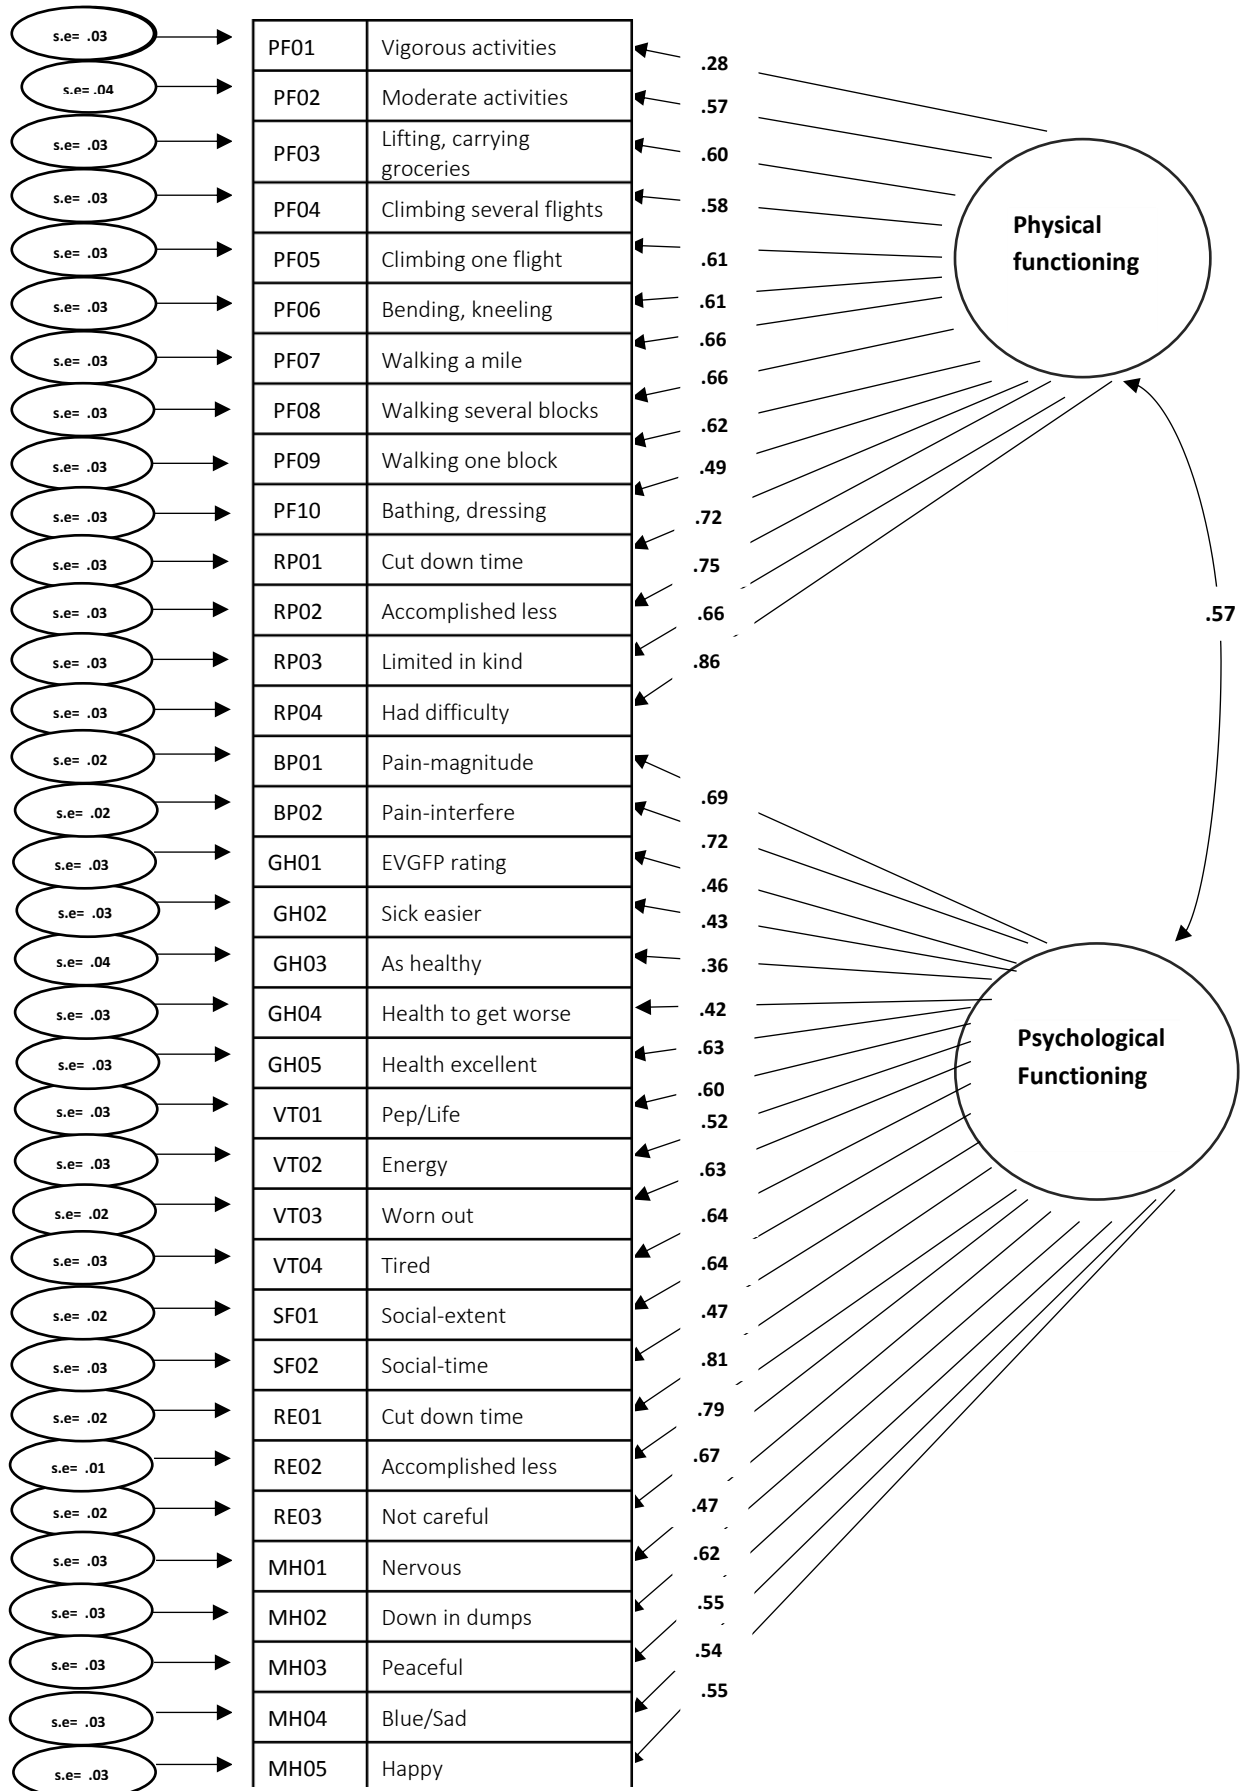 s.e= .03 PF01 Vigorous activities
.28
s.e= .04 PF02 Moderate activities
.57
s.e= .03 PF03 Lifting, carrying
groceries
.60
s.e= .03 PF04 Climbing several flights
.58
Physical
functioning
s.e= .03 PF05 Climbing one flight
.61
s.e= .03 PF06 Bending, kneeling
.61
s.e= .03 PF07 Walking a mile
.66
s.e= .03 PF08 Walking several blocks
.66
s.e= .03 PF09 Walking one block
.62
.49
s.e= .03 PF10 Bathing, dressing
.72
s.e= .03 RP01 Cut down time
.75
s.e= .03 RP02 Accomplished less
.66
.57
s.e= .03 RP03 Limited in kind
.86
s.e= .03 RP04 Had difficulty
s.e= .02 BP01 Pain-magnitude
.69
s.e= .02 BP02 Pain-interfere
.72
s.e= .03 GH01 EVGFP rating
.46
s.e= .03 GH02 Sick easier
.43
s.e= .04 GH03 As healthy
.36
s.e= .03 GH04 Health to get worse
.42
Psychological
Functioning
s.e= .03 GH05 Health excellent
.63
.60
s.e= .03 VT01 Pep/Life
.52
s.e= .03 VT02 Energy
.63
s.e= .02 VT03 Worn out
.64
s.e= .03 VT04 Tired
.64
s.e= .02 SF01 Social-extent
.47
s.e= .03 SF02 Social-time
.81
s.e= .02 RE01 Cut down time
.79
s.e= .01 RE02 Accomplished less
.67
s.e= .02 RE03 Not careful
.47
s.e= .03 MH01 Nervous
.62
s.e= .03 MH02 Down in dumps
.55
s.e= .03 MH03 Peaceful
.54
s.e= .03 MH04 Blue/Sad
.55
s.e= .03 MH05 Happy